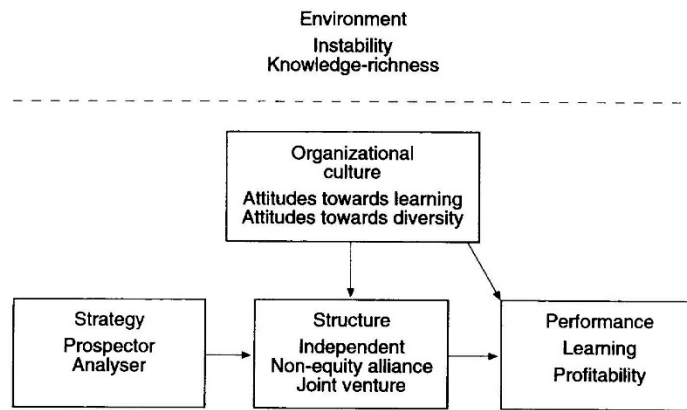 Environment
Instability
Knowledge-richness
Organizational
culture
Attitudes towards learning
Attitudes towards diversity
Strategy
Prospector
Analyser
Structure
Independent
Non-equity alliance
Joint venture
Performance
Learning
Profitability